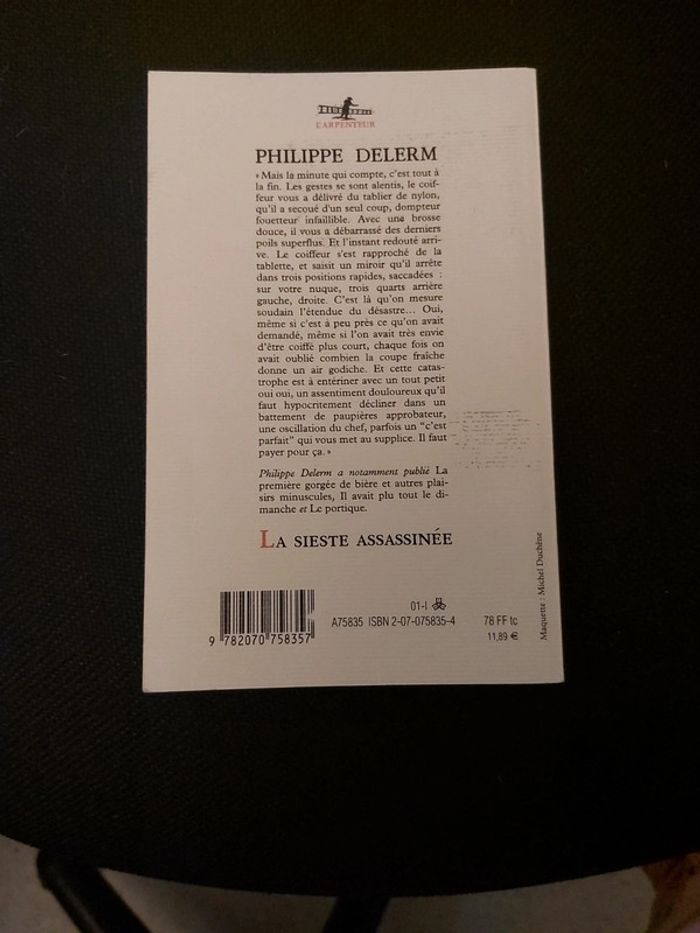 L'ARPENTEUR
PHILIPPE DELERM
« Mais la minute qui compte, c'est tout à
la fin. Les gestes se sont alentis, le coif-
feur vous a délivré du tablier de nylon,
qu'il a secoué d'un seul coup, dompteur
fouetteur infaillible. Avec une brosse
douce, il vous a débarrassé des derniers
poils superflus. Et l'instant redouté arri-
ve. Le coiffeur s'est rapproché de la
tablette, et saisit un miroir qu'il arrête
dans trois positions rapides, saccadées :
sur votre nuque, trois quarts arrière
gauche, droite. C'est là qu'on mesure
soudain l'étendue du désastre... Oui,
même si c'est à peu près ce qu'on avait
demandé, même si l'on avait très envie
d'être coiffé plus court, chaque fois on
avait oublié combien la coupe fraîche
donne un air godiche. Et cette catas-
trophe est à entériner avec un tout petit
oui oui, un assentiment douloureux qu'il
faut hypocritement décliner dans un
battement de paupières approbateur,
une oscillation du chef, parfois un “c'est
parfait” qui vous met au supplice. Il faut
payer pour ça. »
Philippe Delerm a notamment publié La
première gorgée de bière et autres plai-
sirs minuscules, Il avait plu tout le di-
manche et Le portique.
LA SIESTE ASSASSINÉE
9 782070 758357
01-I
A75835 ISBN 2-07-075835-4
78 FF tc
11,89 €
Maquette : Michel Duchêne